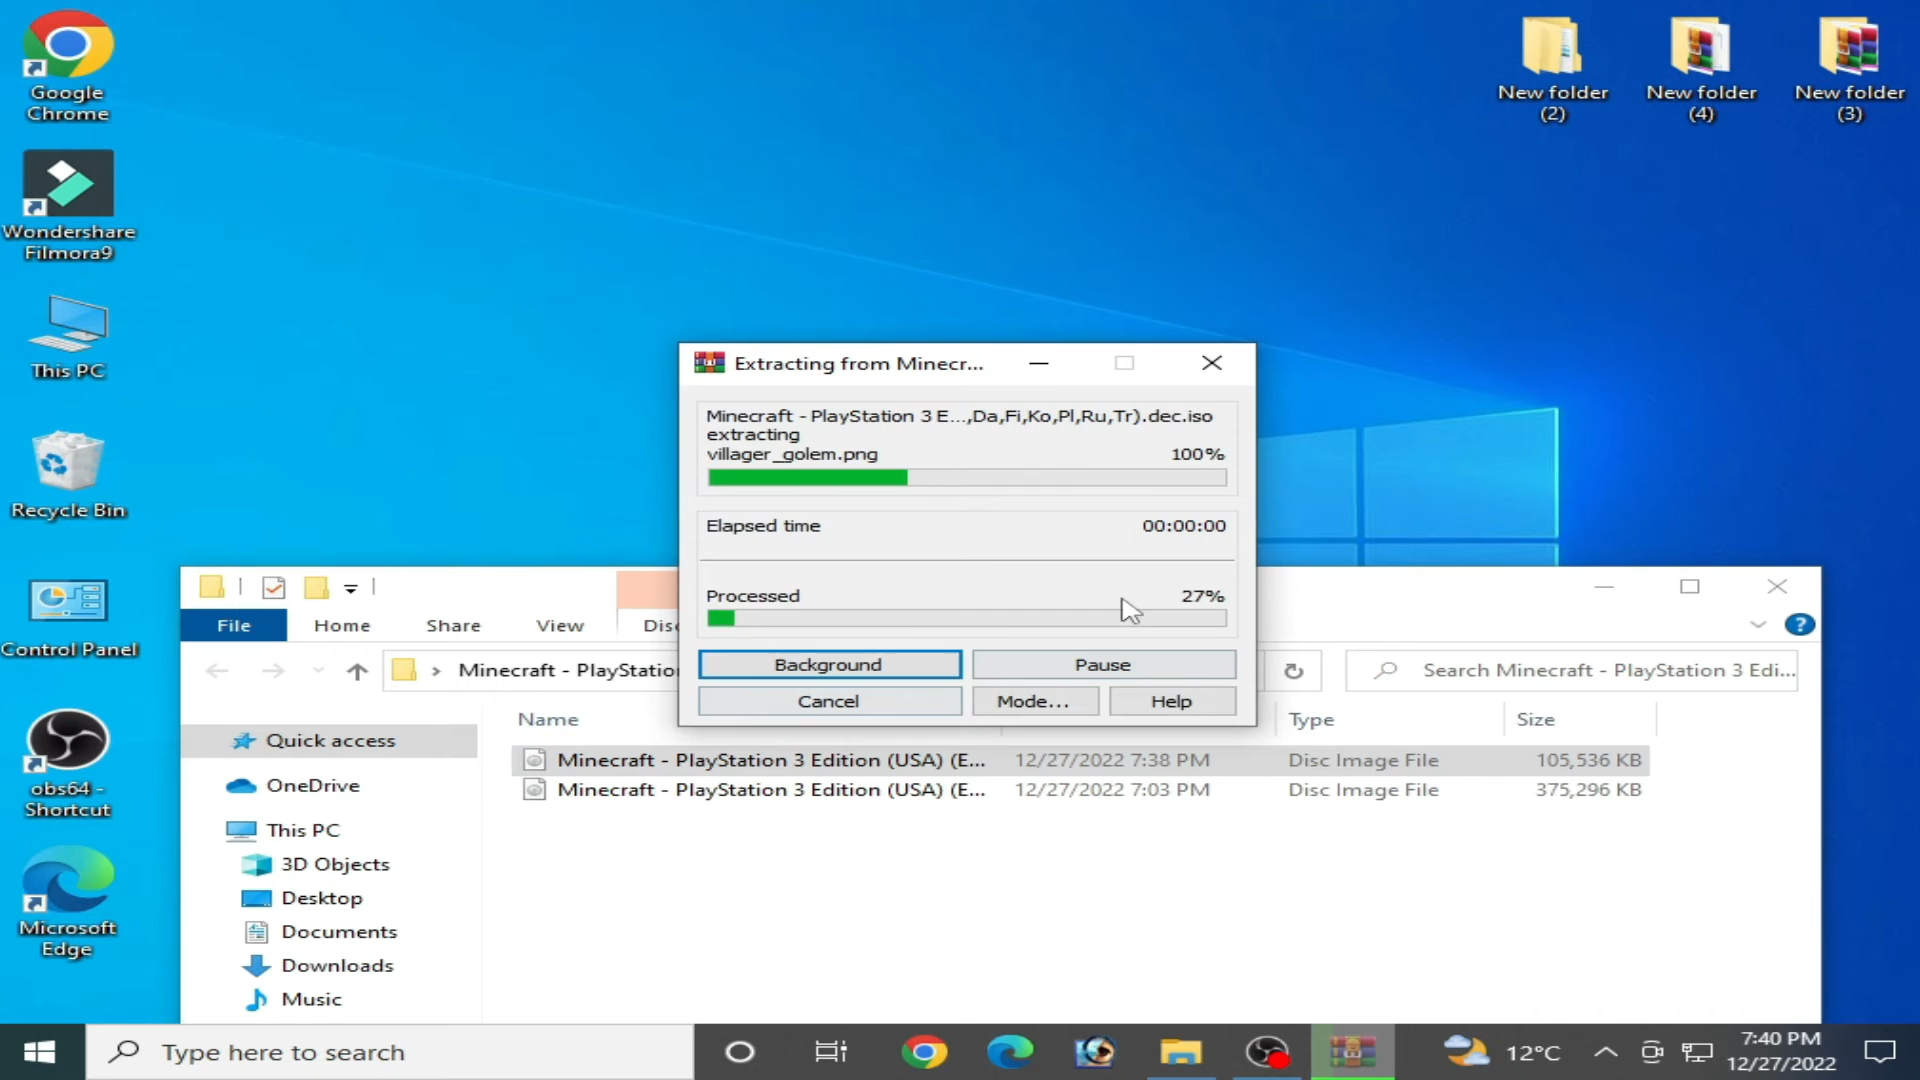 Google
Chrome
Wondershare
Filmora9
This PC
Recycle Bin
Control Panel
obs64 -
Shortcut
Microsoft
Edge
New folder
(2)
New folder
(4)
New folder
(3)
Extracting from Minecr...
Minecraft - PlayStation 3 E...,Da,Fi,Ko,Pl,Ru,Tr).dec.iso
extracting
villager_golem.png 100%
Elapsed time 00:00:00
Processed 27%
Background Pause
Cancel Mode... Help
File Home Share View Disc
Minecraft - PlayStation
Search Minecraft - PlayStation 3 Edi...
Name Type Size
Minecraft - PlayStation 3 Edition (USA) (E... 12/27/2022 7:38 PM Disc Image File 105,536 KB
Minecraft - PlayStation 3 Edition (USA) (E... 12/27/2022 7:03 PM Disc Image File 375,296 KB
Quick access
OneDrive
This PC
3D Objects
Desktop
Documents
Downloads
Music
Type here to search
12°C
7:40 PM
12/27/2022